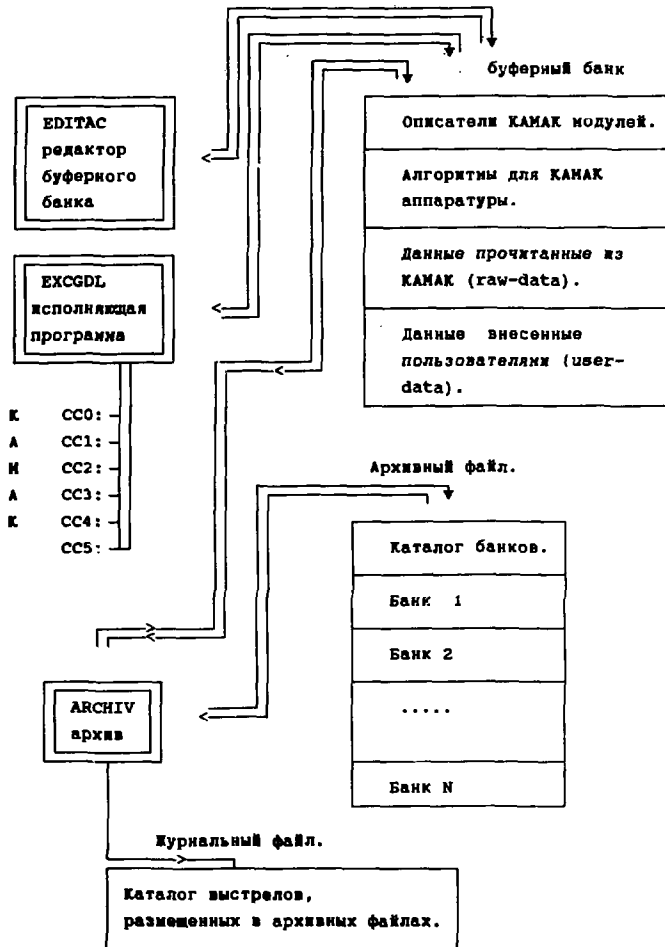 буферный банк
EDITAC
редактор
буферного
банка
Описатели КАМАК модулей.
Алгоритмы для КАМАК
аппаратуры.
Данные прочитанные из
КАМАК (raw-data).
Данные внесенные
пользователями (user-
data).
EXCGDL
исполняющая
программа
К CC0:
А CC1:
М CC2:
А CC3:
К CC4:
CC5:
Архивный файл.
Каталог банков.
Банк 1
Банк 2
.....
Банк N
ARCHIV
архив
Журнальный файл.
Каталог выстрелов,
размещенных в архивных файлах.